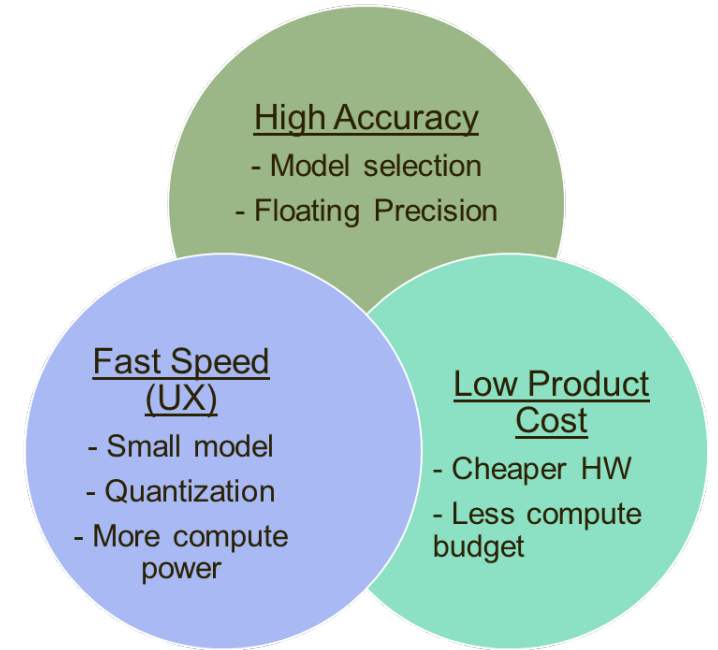 High Accuracy
- Model selection
- Floating Precision
Fast Speed
(UX)
- Small model
- Quantization
- More compute
power
Low Product
Cost
- Cheaper HW
- Less compute
budget